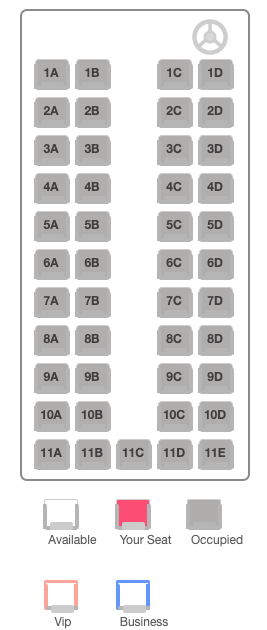 1A 1B 1C 1D
2A 2B 2C 2D
3A 3B 3C 3D
4A 4B 4C 4D
5A 5B 5C 5D
6A 6B 6C 6D
7A 7B 7C 7D
8A 8B 8C 8D
9A 9B 9C 9D
10A 10B 10C 10D
11A 11B 11C 11D 11E
Available Your Seat Occupied
Vip Business